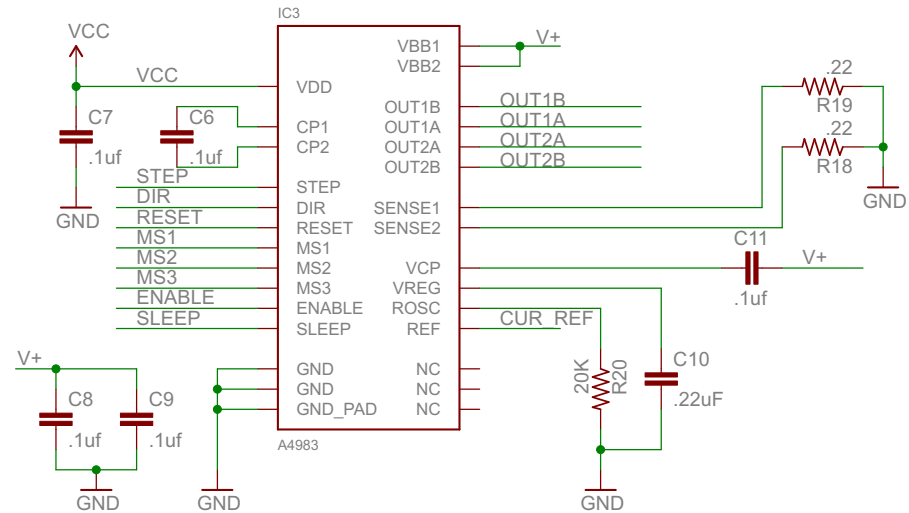 IC3
VCC
VCC
C7
.1uf
GND
C6
.1uf
STEP
DIR
RESET
MS1
MS2
MS3
ENABLE
SLEEP
VDD
CP1
CP2
STEP
DIR
RESET
MS1
MS2
MS3
ENABLE
SLEEP
GND
GND
GND_PAD
VBB1
VBB2
OUT1B
OUT1A
OUT2A
OUT2B
SENSE1
SENSE2
VCP
VREG
ROSC
REF
NC
NC
NC
A4983
V+
OUT1B
OUT1A
OUT2A
OUT2B
.22
R19
.22
R18
GND
C11
.1uf
V+
CUR_REF
20K
R20
C10
.22uF
GND
V+
C8
.1uf
C9
.1uf
GND
GND